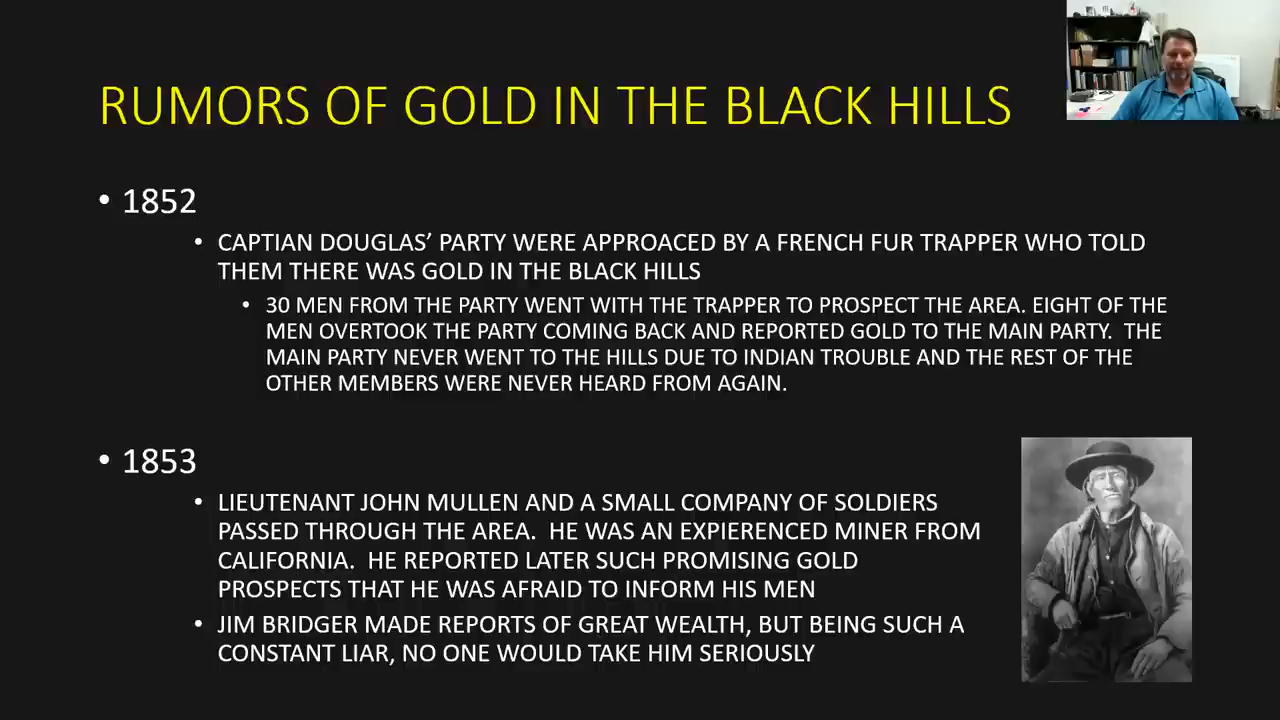 RUMORS OF GOLD IN THE BLACK HILLS
• 1852
• CAPTIAN DOUGLAS’ PARTY WERE APPROACED BY A FRENCH FUR TRAPPER WHO TOLD
THEM THERE WAS GOLD IN THE BLACK HILLS
• 30 MEN FROM THE PARTY WENT WITH THE TRAPPER TO PROSPECT THE AREA. EIGHT OF THE
MEN OVERTOOK THE PARTY COMING BACK AND REPORTED GOLD TO THE MAIN PARTY.  THE
MAIN PARTY NEVER WENT TO THE HILLS DUE TO INDIAN TROUBLE AND THE REST OF THE
OTHER MEMBERS WERE NEVER HEARD FROM AGAIN.
• 1853
• LIEUTENANT JOHN MULLEN AND A SMALL COMPANY OF SOLDIERS
PASSED THROUGH THE AREA.  HE WAS AN EXPIERENCED MINER FROM
CALIFORNIA.  HE REPORTED LATER SUCH PROMISING GOLD
PROSPECTS THAT HE WAS AFRAID TO INFORM HIS MEN
• JIM BRIDGER MADE REPORTS OF GREAT WEALTH, BUT BEING SUCH A
CONSTANT LIAR, NO ONE WOULD TAKE HIM SERIOUSLY